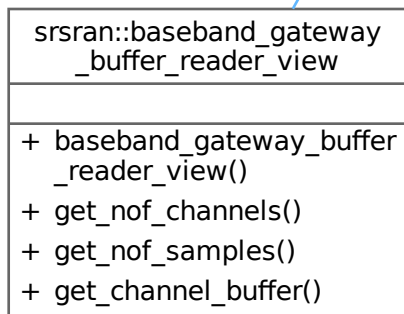 srsran::baseband_gateway
_buffer_reader_view
+ baseband_gateway_buffer
_reader_view()
+ get_nof_channels()
+ get_nof_samples()
+ get_channel_buffer()